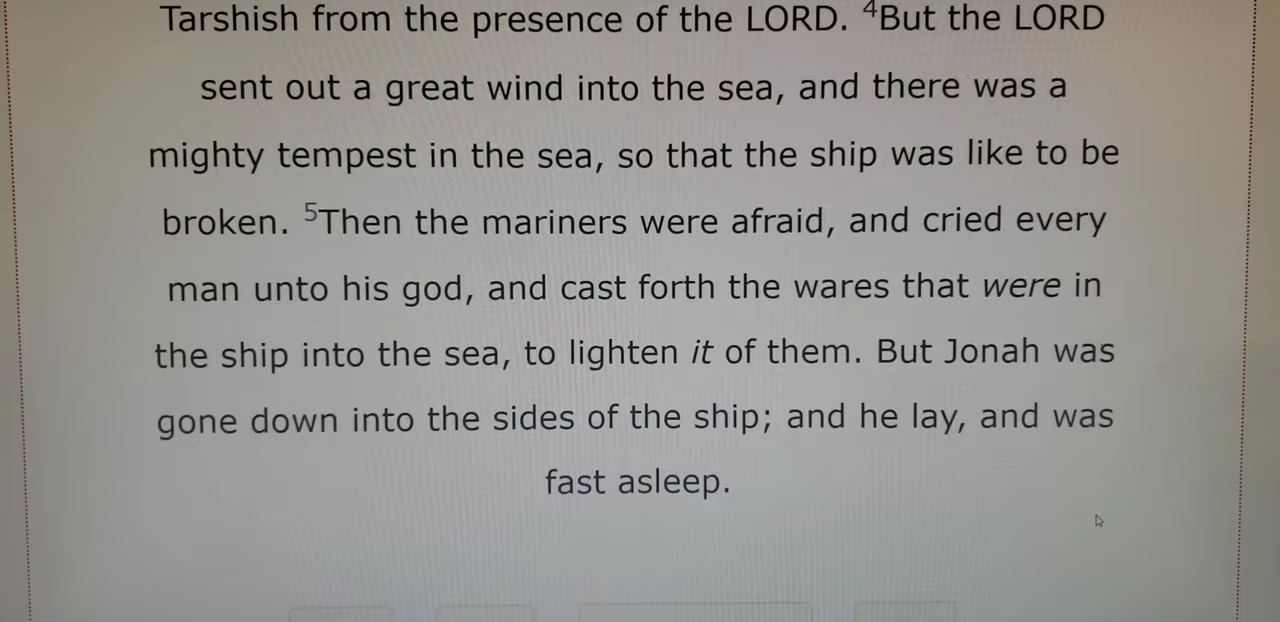 Tarshish from the presence of the LORD. ⁴But the LORD
sent out a great wind into the sea, and there was a
mighty tempest in the sea, so that the ship was like to be
broken. ⁵Then the mariners were afraid, and cried every
man unto his god, and cast forth the wares that were in
the ship into the sea, to lighten it of them. But Jonah was
gone down into the sides of the ship; and he lay, and was
fast asleep.